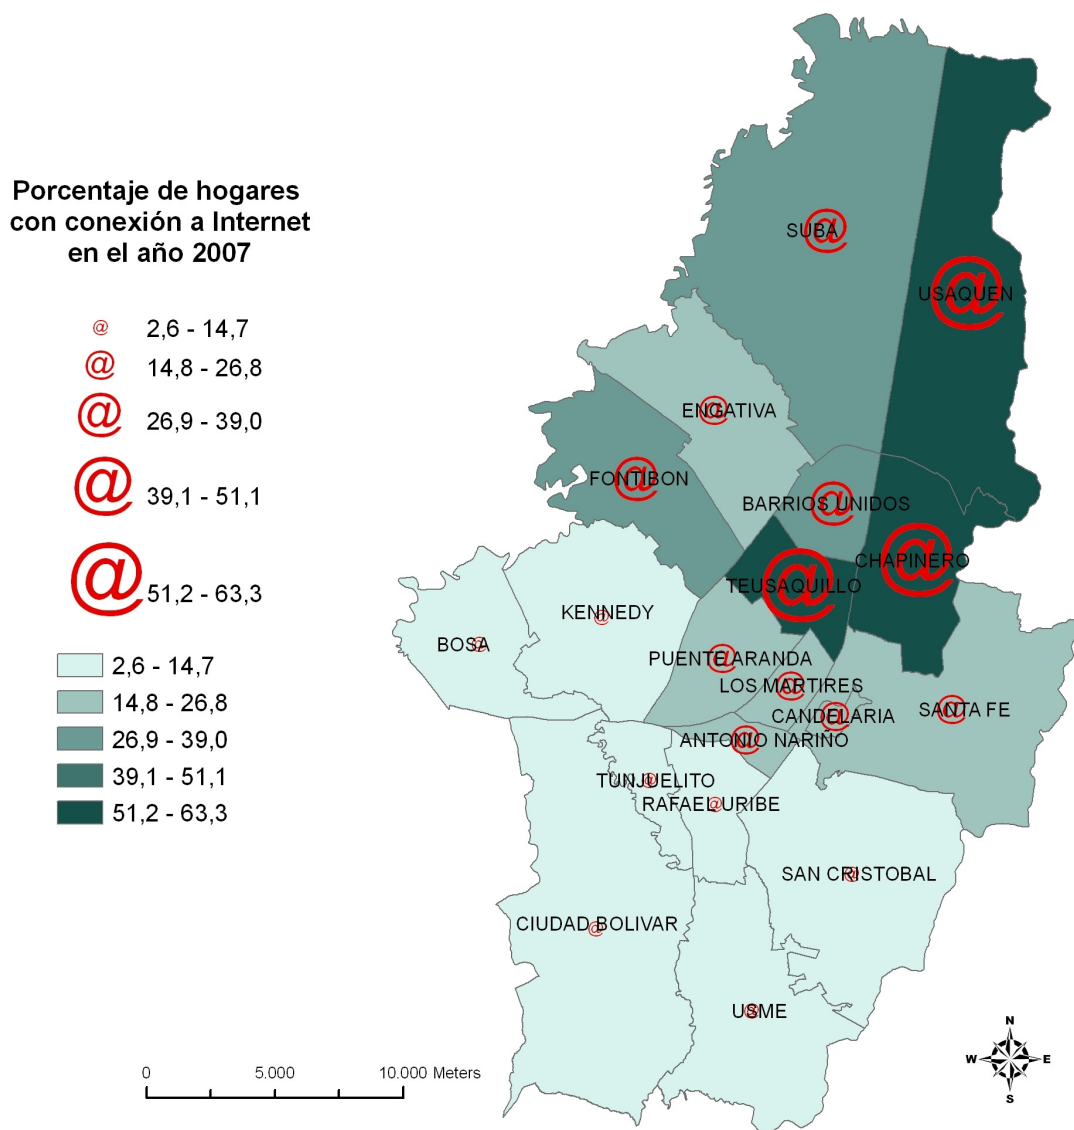 Porcentaje de hogares
con conexión a Internet
en el año 2007
@ 2,6 - 14,7
@ 14,8 - 26,8
@ 26,9 - 39,0
@ 39,1 - 51,1
@ 51,2 - 63,3
2,6 - 14,7
14,8 - 26,8
26,9 - 39,0
39,1 - 51,1
51,2 - 63,3
SUBA @
USAQUEN @
ENGATIVA @
FONTIBON @
BARRIOS UNIDOS @
CHAPINERO @
TEUSAQUILLO @
KENNEDY @
BOSA @
PUENTE ARANDA @
LOS MARTIRES @
CANDELARIA @
SANTA FE @
ANTONIO NARIÑO @
TUNJUELITO @
RAFAEL URIBE @
SAN CRISTOBAL @
CIUDAD BOLIVAR @
USME @
N
W E
S
0 5.000 10.000 Meters